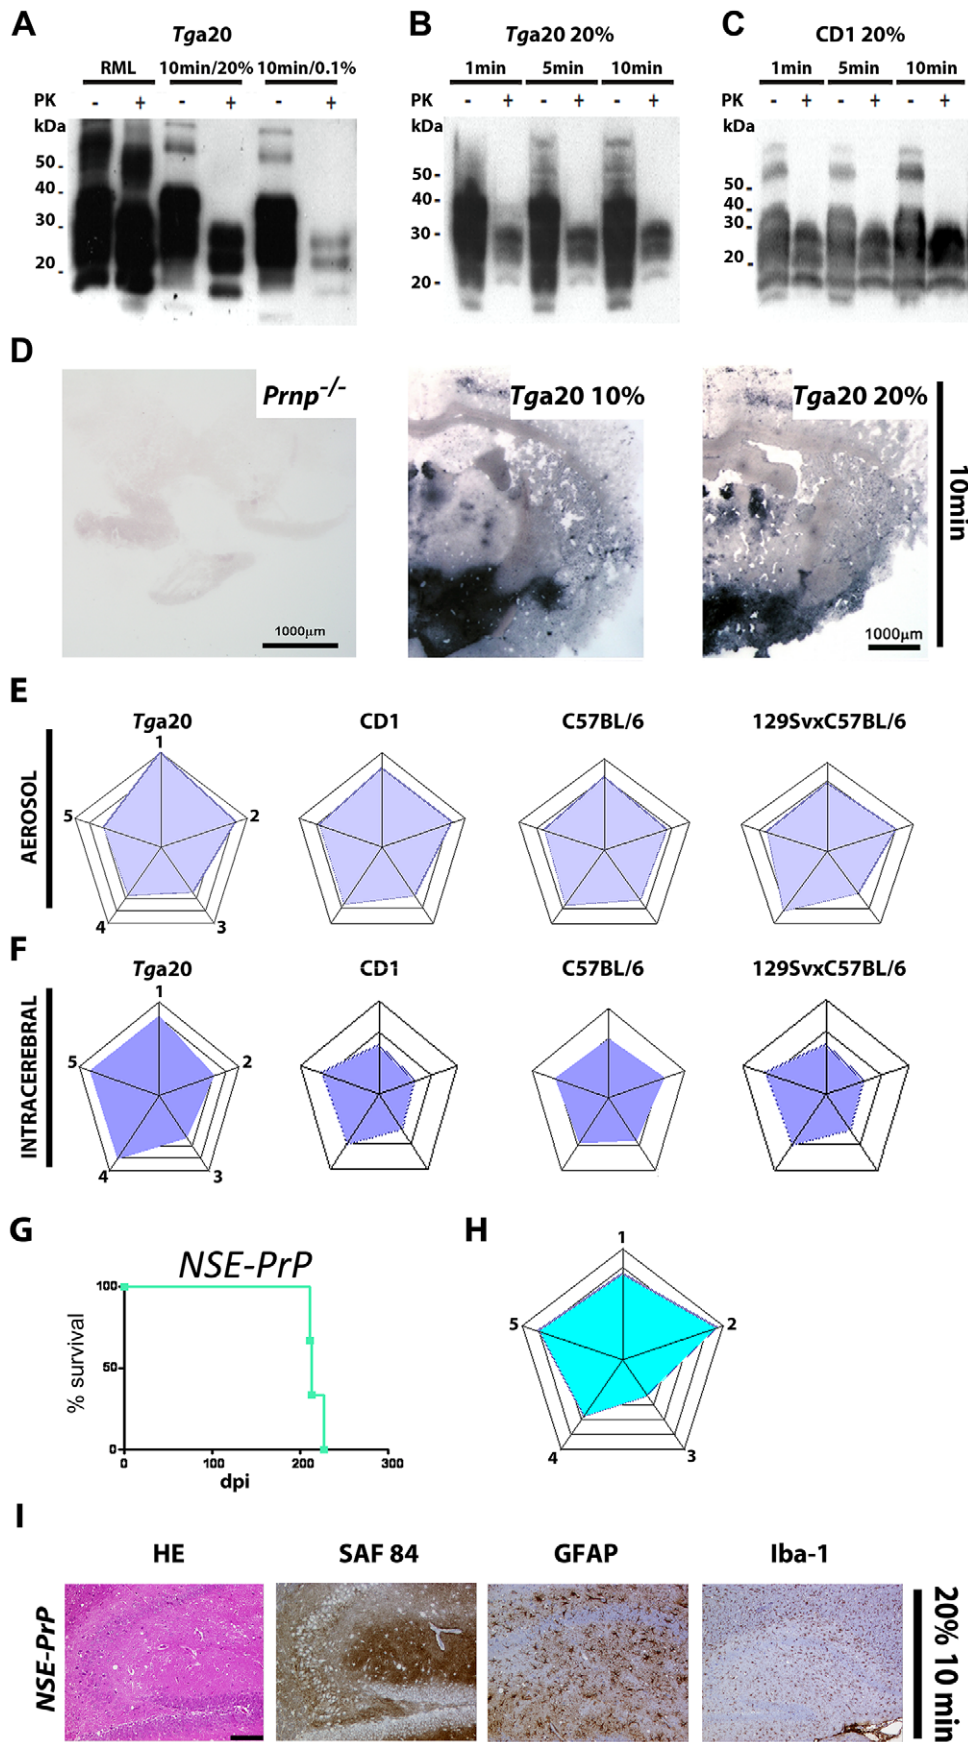 A
Tga20
RML 10min/20% 10min/0.1%
PK - + - + - +
kDa
50
40
30
20
B
Tga20 20%
1min 5min 10min
PK - + - + - +
kDa
50
40
30
20
C
CD1 20%
1min 5min 10min
PK - + - + - +
kDa
50
40
30
20
D
Prnp-/-
1000μm
Tga20 10%
Tga20 20%
1000μm
10min
E
AEROSOL
Tga20
1
2
3
4
5
CD1
C57BL/6
129SvxC57BL/6
F
INTRACEREBRAL
Tga20
1
2
3
4
5
CD1
C57BL/6
129SvxC57BL/6
G
NSE-PrP
% survival
100
50
0
0 100 200 300
dpi
H
1
2
3
4
5
I
HE SAF 84 GFAP Iba-1
NSE-PrP
20% 10 min